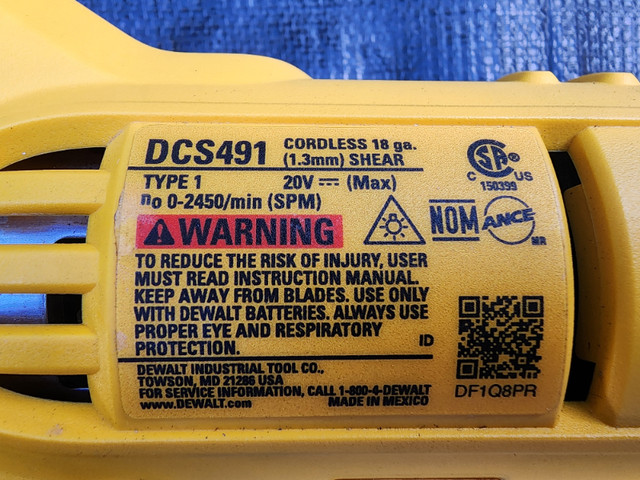 DCS491
CORDLESS 18 ga.
(1.3mm) SHEAR
TYPE 1 20V ⎓ (Max)
no 0-2450/min (SPM)
⚠WARNING
TO REDUCE THE RISK OF INJURY, USER
MUST READ INSTRUCTION MANUAL.
KEEP AWAY FROM BLADES. USE ONLY
WITH DEWALT BATTERIES. ALWAYS USE
PROPER EYE AND RESPIRATORY
PROTECTION.
ID
DEWALT INDUSTRIAL TOOL CO.,
TOWSON, MD 21286 USA
FOR SERVICE INFORMATION, CALL 1-800-4-DEWALT
www.DEWALT.com MADE IN MEXICO
C SA® US
150399
NOM ANCE
MR
DF1Q8PR